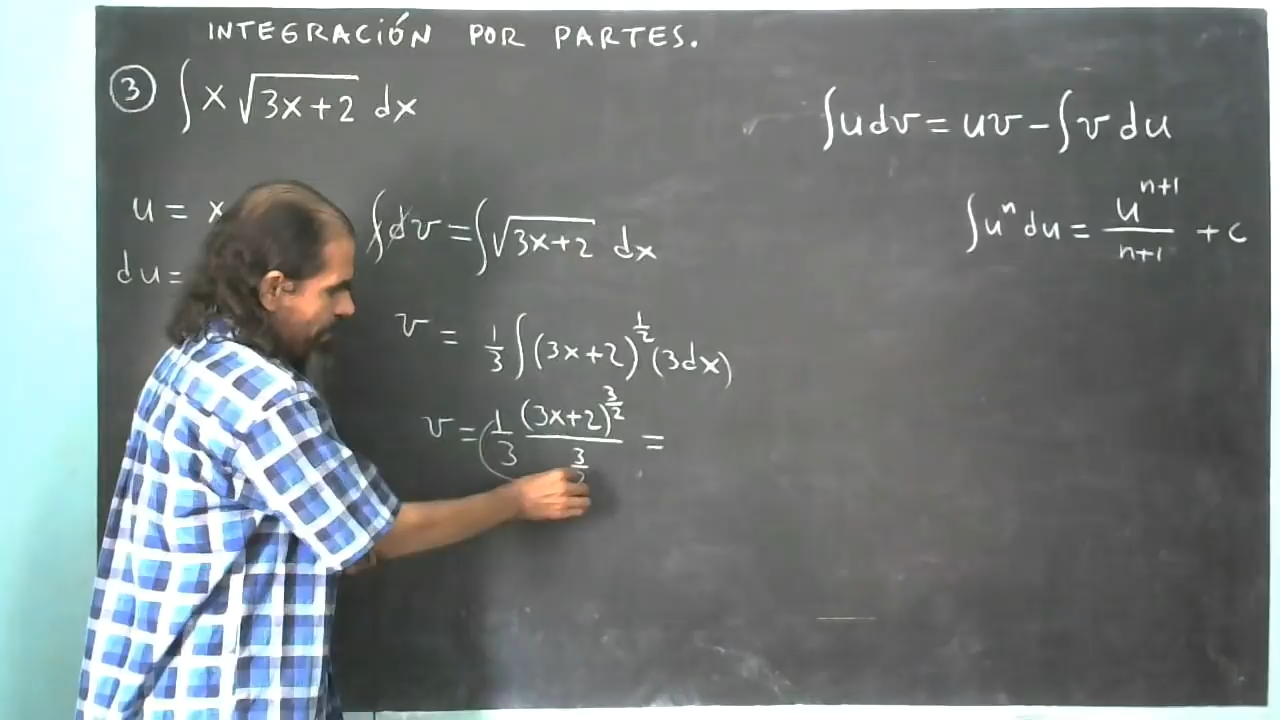 INTEGRACIÓN POR PARTES.
③ ∫ x √(3x+2) dx
∫ u dv = uv − ∫ v du
∫ uⁿ du = uⁿ⁺¹/(n+1) + c
u = x
du =
∫ dv = ∫ √(3x+2) dx
v = 1/3 ∫ (3x+2)^(1/2) (3dx)
v = 1/3 (3x+2)^(3/2) / (3/2) =